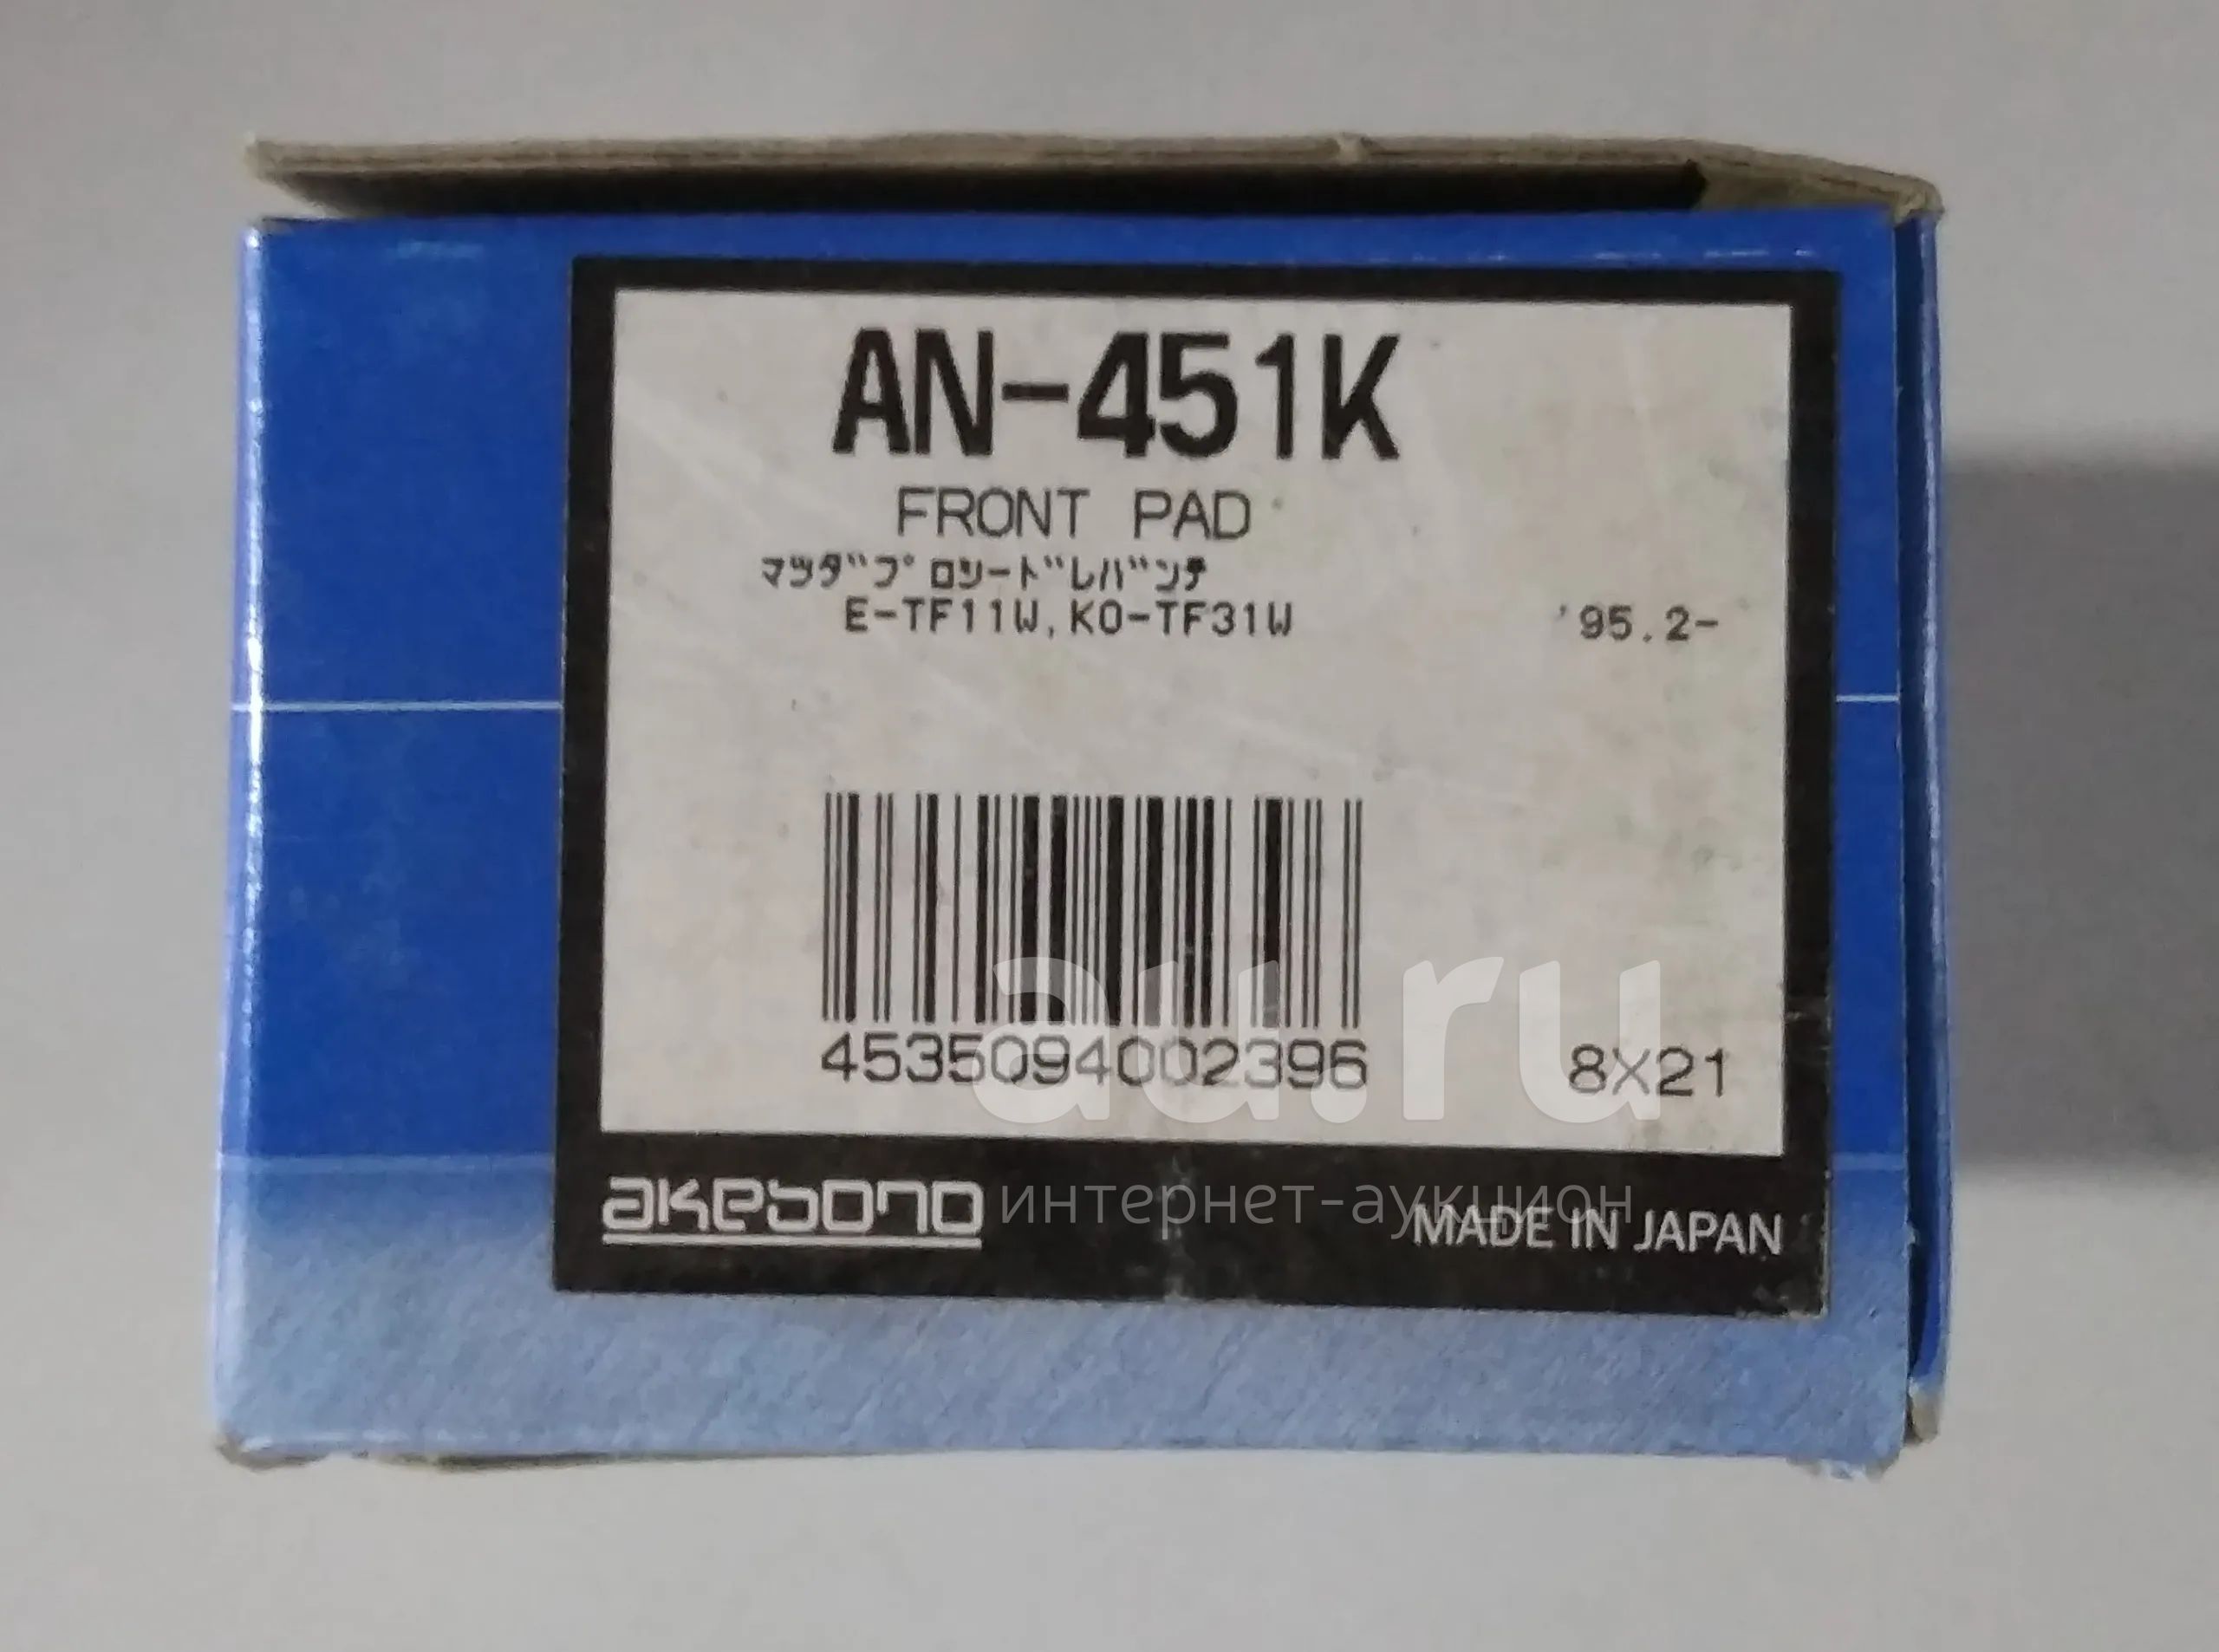 AN-451K
FRONT PAD
マツダプロシードレバンテ
E-TF11W,KO-TF31W '95.2-
4535094002396 8X21
au.ru
akebono интернет-аукцион MADE IN JAPAN